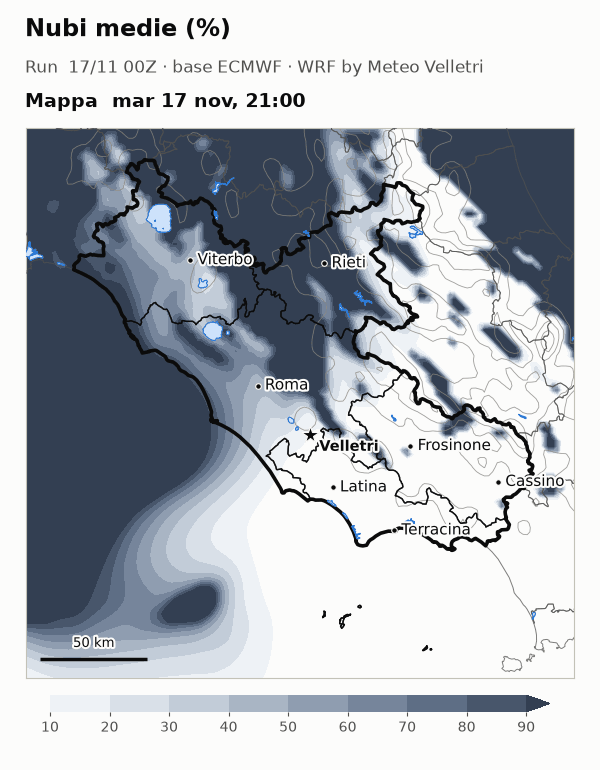 Nubi medie (%)
Run  17/11 00Z · base ECMWF · WRF by Meteo Velletri
Mappa  mar 17 nov, 21:00
Viterbo
Rieti
Roma
Velletri
Frosinone
Cassino
Latina
Terracina
50 km
10 20 30 40 50 60 70 80 90